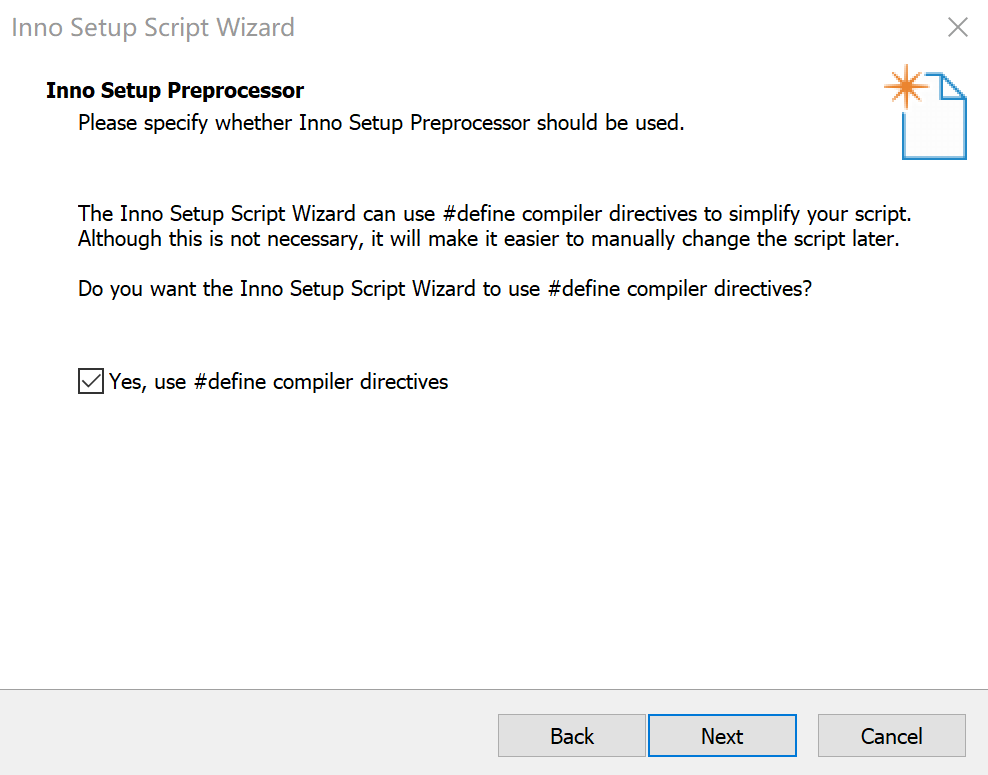 Inno Setup Script Wizard
Inno Setup Preprocessor
Please specify whether Inno Setup Preprocessor should be used.
The Inno Setup Script Wizard can use #define compiler directives to simplify your script.
Although this is not necessary, it will make it easier to manually change the script later.
Do you want the Inno Setup Script Wizard to use #define compiler directives?
Yes, use #define compiler directives
Back Next Cancel